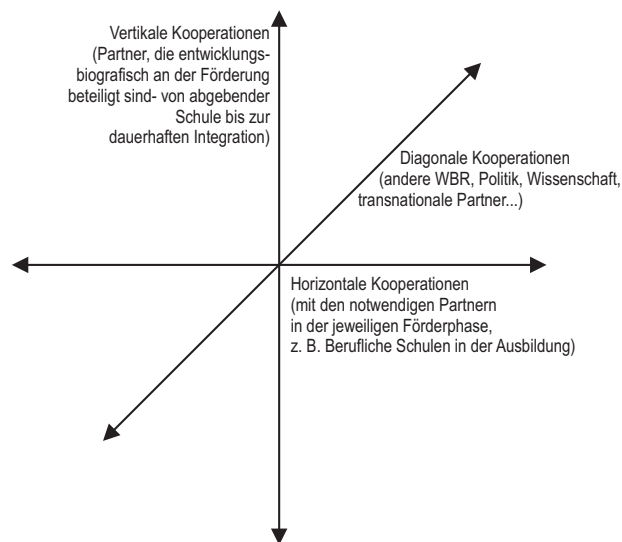 Vertikale Kooperationen
(Partner, die entwicklungs-
biografisch an der Förderung
beteiligt sind- von abgebender
Schule bis zur
dauerhaften Integration)
Diagonale Kooperationen
(andere WBR, Politik, Wissenschaft,
transnationale Partner...)
Horizontale Kooperationen
(mit den notwendigen Partnern
in der jeweiligen Förderphase,
z. B. Berufliche Schulen in der Ausbildung)